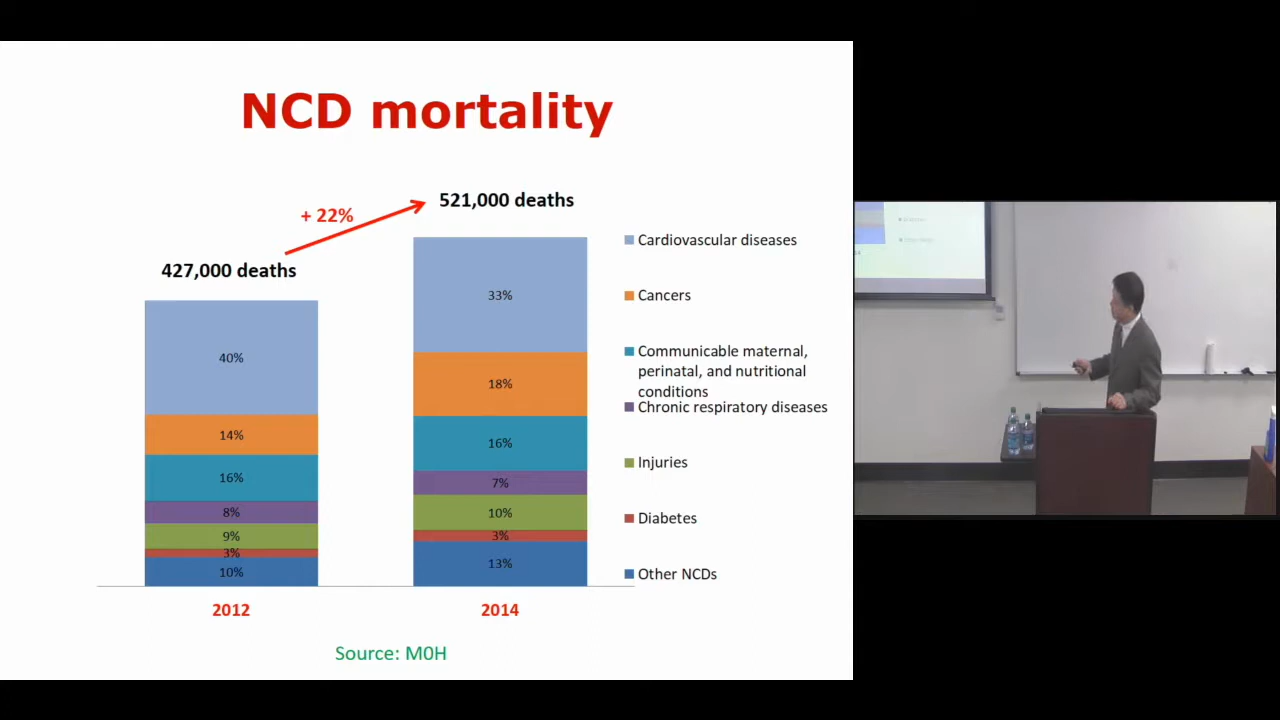 NCD mortality
+ 22%
521,000 deaths
427,000 deaths
40%
14%
16%
8%
9%
3%
10%
33%
18%
16%
7%
10%
3%
13%
Cardiovascular diseases
Cancers
Communicable maternal,
perinatal, and nutritional
conditions
Chronic respiratory diseases
Injuries
Diabetes
Other NCDs
2012
2014
Source: M0H